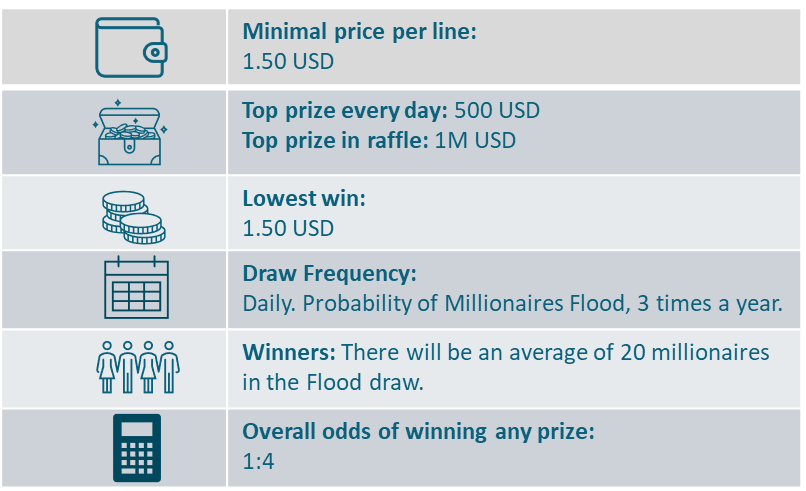 Minimal price per line:
1.50 USD
Top prize every day: 500 USD
Top prize in raffle: 1M USD
Lowest win:
1.50 USD
Draw Frequency:
Daily. Probability of Millionaires Flood, 3 times a year.
Winners: There will be an average of 20 millionaires
in the Flood draw.
Overall odds of winning any prize:
1:4